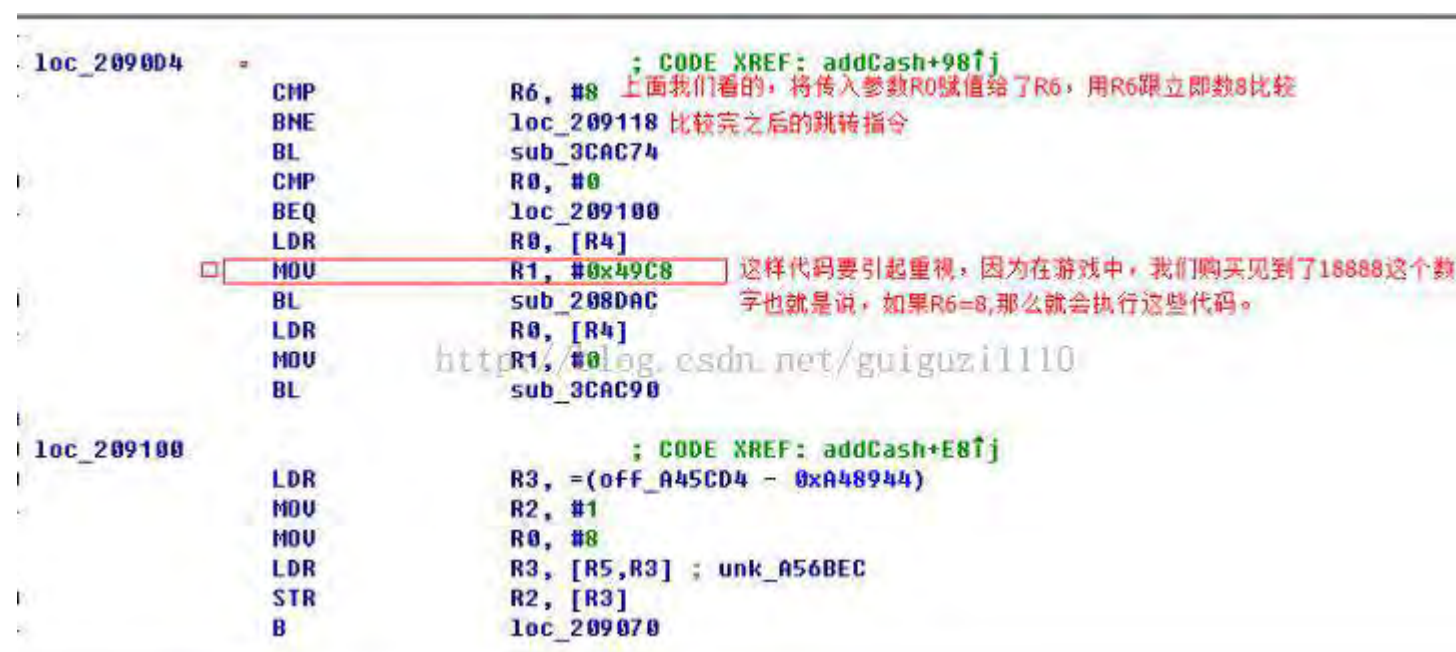 loc_2090D4 ; CODE XREF: addCash+98↑j
CMP R6, #8 上面我们看的，将传入参数R0赋值给了R6，用R6跟立即数8比较
BNE loc_209118 比较完之后的跳转指令
BL sub_3CAC74
CMP R0, #0
BEQ loc_209100
LDR R0, [R4]
MOV R1, #0x49C8 这样代码要引起重视，因为在游戏中，我们购买见到了18888这个数
BL sub_208DAC 字也就是说，如果R6=8,那么就会执行这些代码。
LDR R0, [R4]
MOV R1, #0
http://blog.csdn.net/guiguzi1110
BL sub_3CAC90
loc_209100 ; CODE XREF: addCash+E8↑j
LDR R3, =(off_A45CD4 - 0xA48944)
MOV R2, #1
MOV R0, #8
LDR R3, [R5,R3] ; unk_A56BEC
STR R2, [R3]
B loc_209070